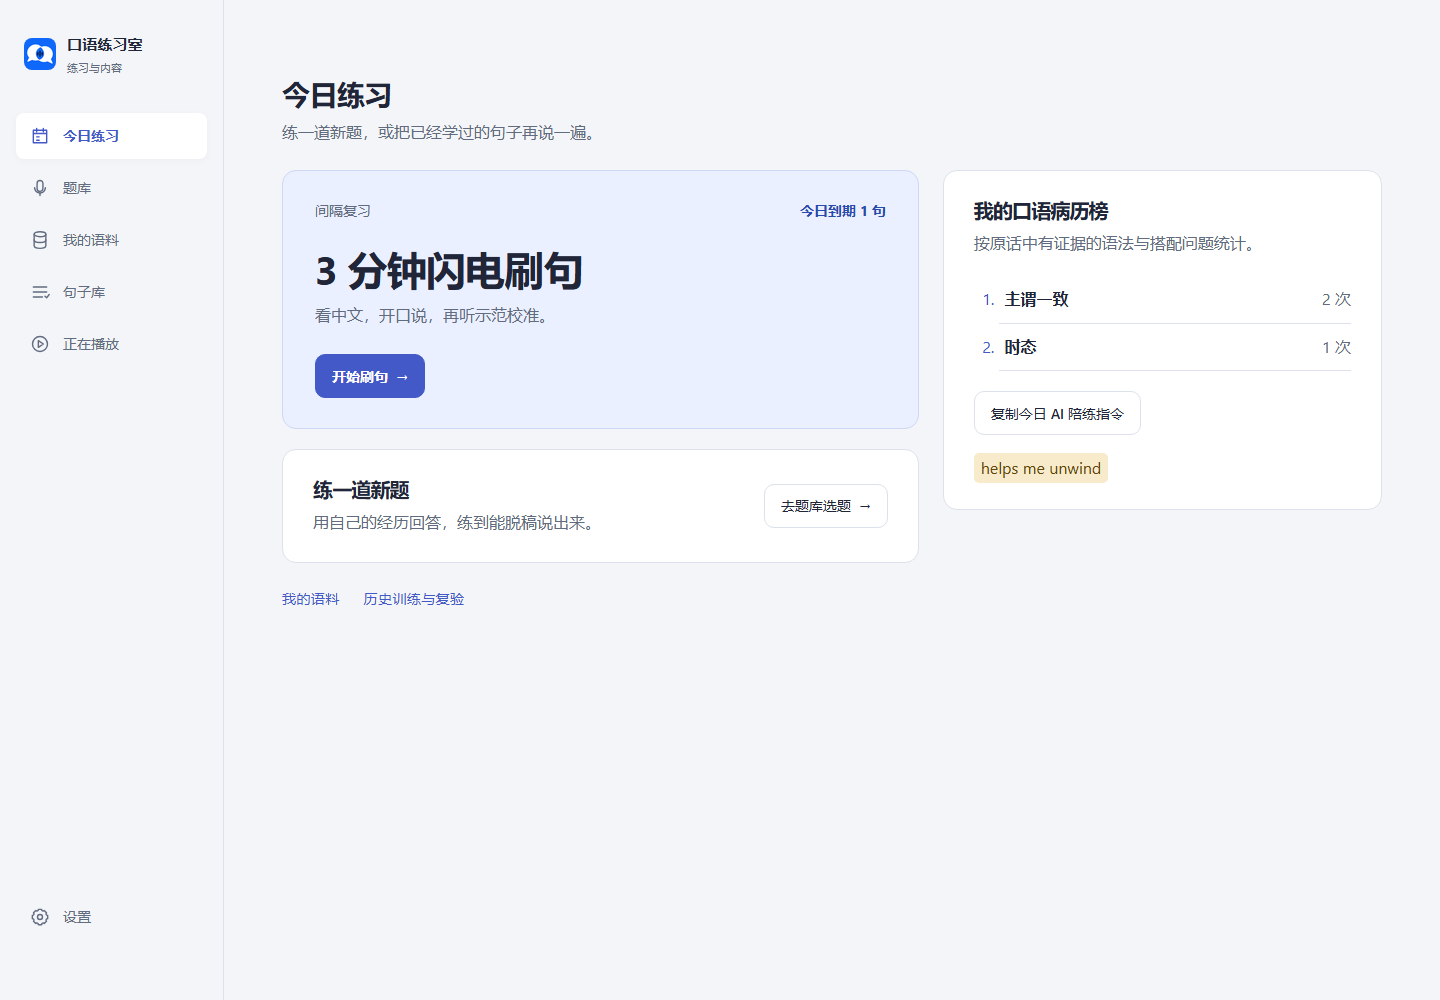 口语练习室
练习与内容
今日练习
题库
我的语料
句子库
正在播放
设置
今日练习
练一道新题，或把已经学过的句子再说一遍。
间隔复习
今日到期 1 句
3 分钟闪电刷句
看中文，开口说，再听示范校准。
开始刷句 →
练一道新题
用自己的经历回答，练到能脱稿说出来。
去题库选题 →
我的语料
历史训练与复验
我的口语病历榜
按原话中有证据的语法与搭配问题统计。
1. 主谓一致 2 次
2. 时态 1 次
复制今日 AI 陪练指令
helps me unwind